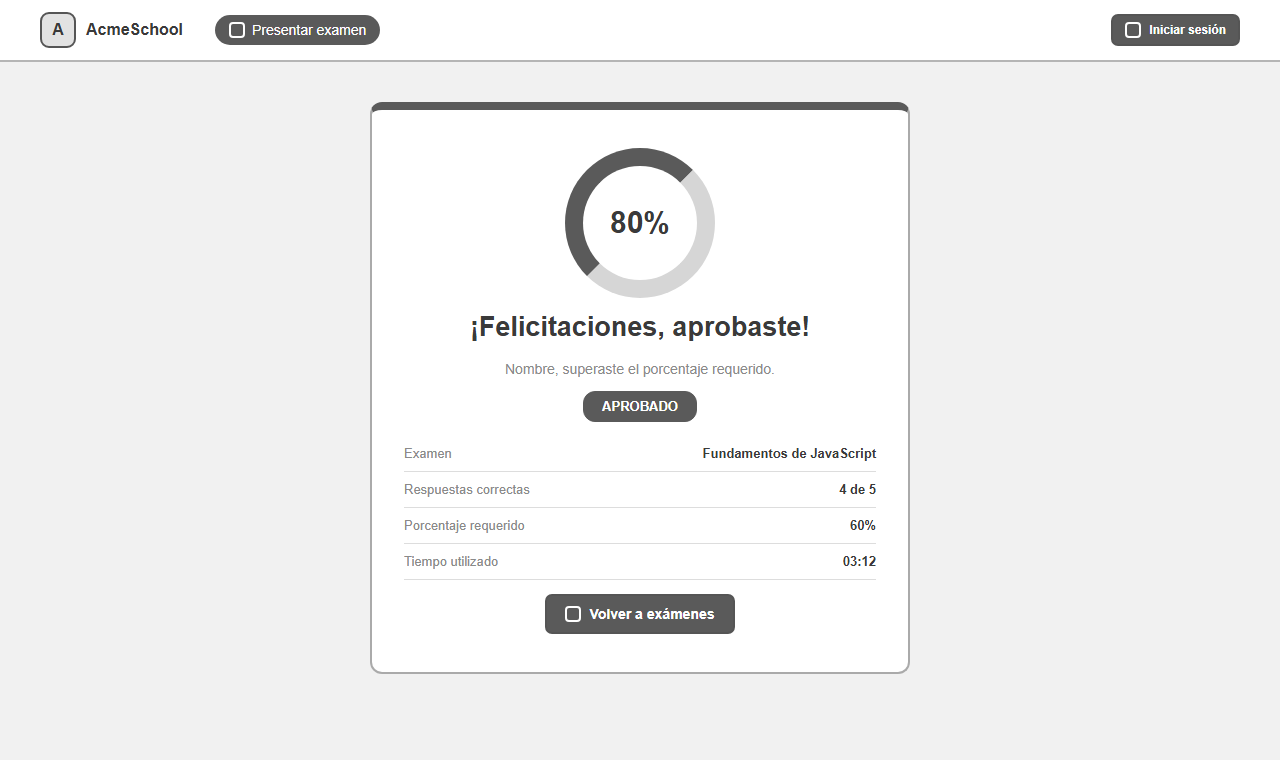 A AcmeSchool Presentar examen Iniciar sesión
80%
¡Felicitaciones, aprobaste!
Nombre, superaste el porcentaje requerido.
APROBADO
Examen Fundamentos de JavaScript
Respuestas correctas 4 de 5
Porcentaje requerido 60%
Tiempo utilizado 03:12
Volver a exámenes